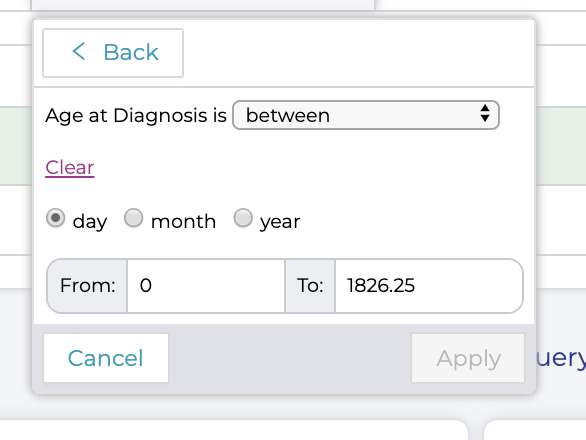 Back
Age at Diagnosis is between
Clear
day month year
From: 0 To: 1826.25
Cancel Apply uery